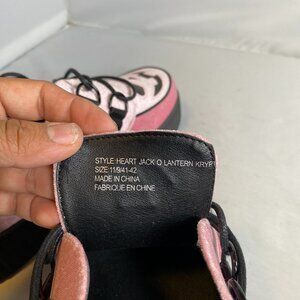 STYLE:HEART JACK O LANTERN KRYP
SIZE:11/9/41-42
MADE IN CHINA
FABRIQUE EN CHINE